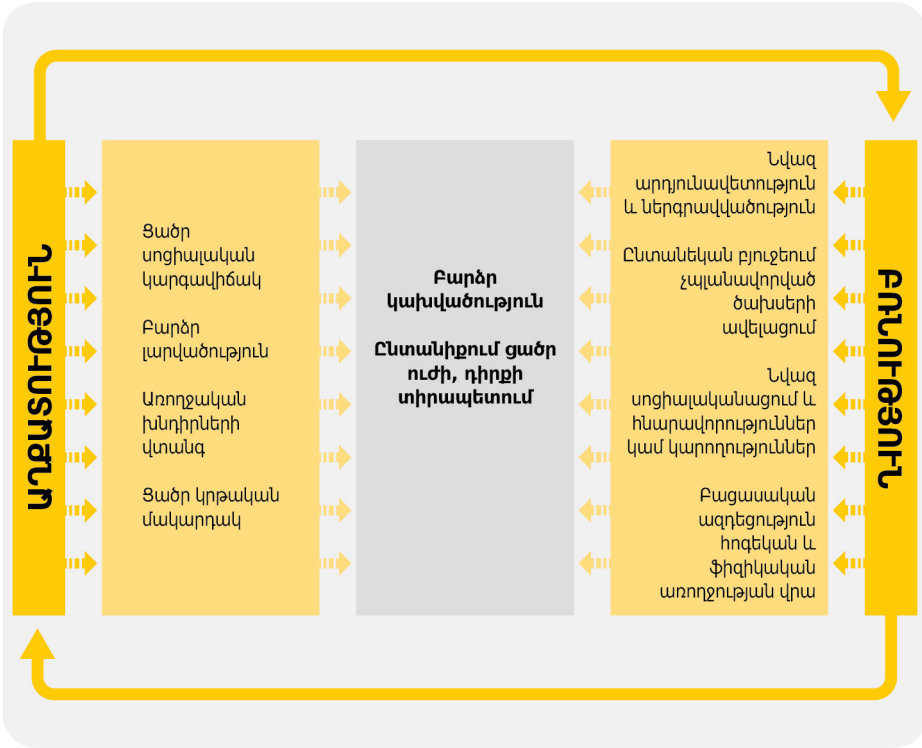 ԱՂՔԱՏՈՒԹՅՈՒՆ
Ցածր
սոցիալական
կարգավիճակ
Բարձր
լարվածություն
Առողջական
խնդիրների
վտանգ
Ցածր կրթական
մակարդակ
Բարձր
կախվածություն
Ընտանիքում ցածր
ուժի, դիրքի
տիրապետում
Նվազ
արդյունավետություն
և ներգրավվածություն
Ընտանեկան բյուջեում
չպլանավորված
ծախսերի
ավելացում
Նվազ
սոցիալականացում և
հնարավորություններ
կամ կարողություններ
Բացասական
ազդեցություն
հոգեկան և
ֆիզիկական
առողջության վրա
ԲՌՆՈՒԹՅՈՒՆ